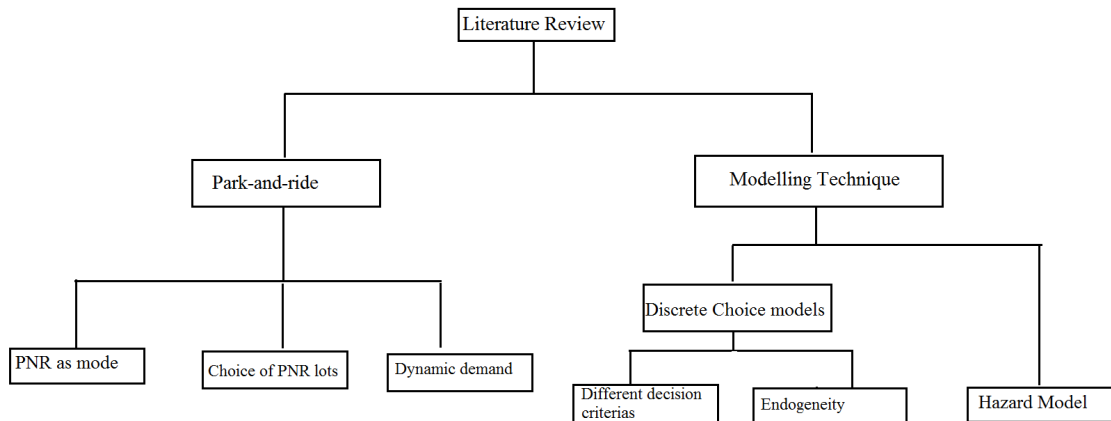 Literature Review
Park-and-ride
Modelling Technique
Discrete Choice models
PNR as mode
Choice of PNR lots
Dynamic demand
Different decision
criterias
Endogeneity
Hazard Model